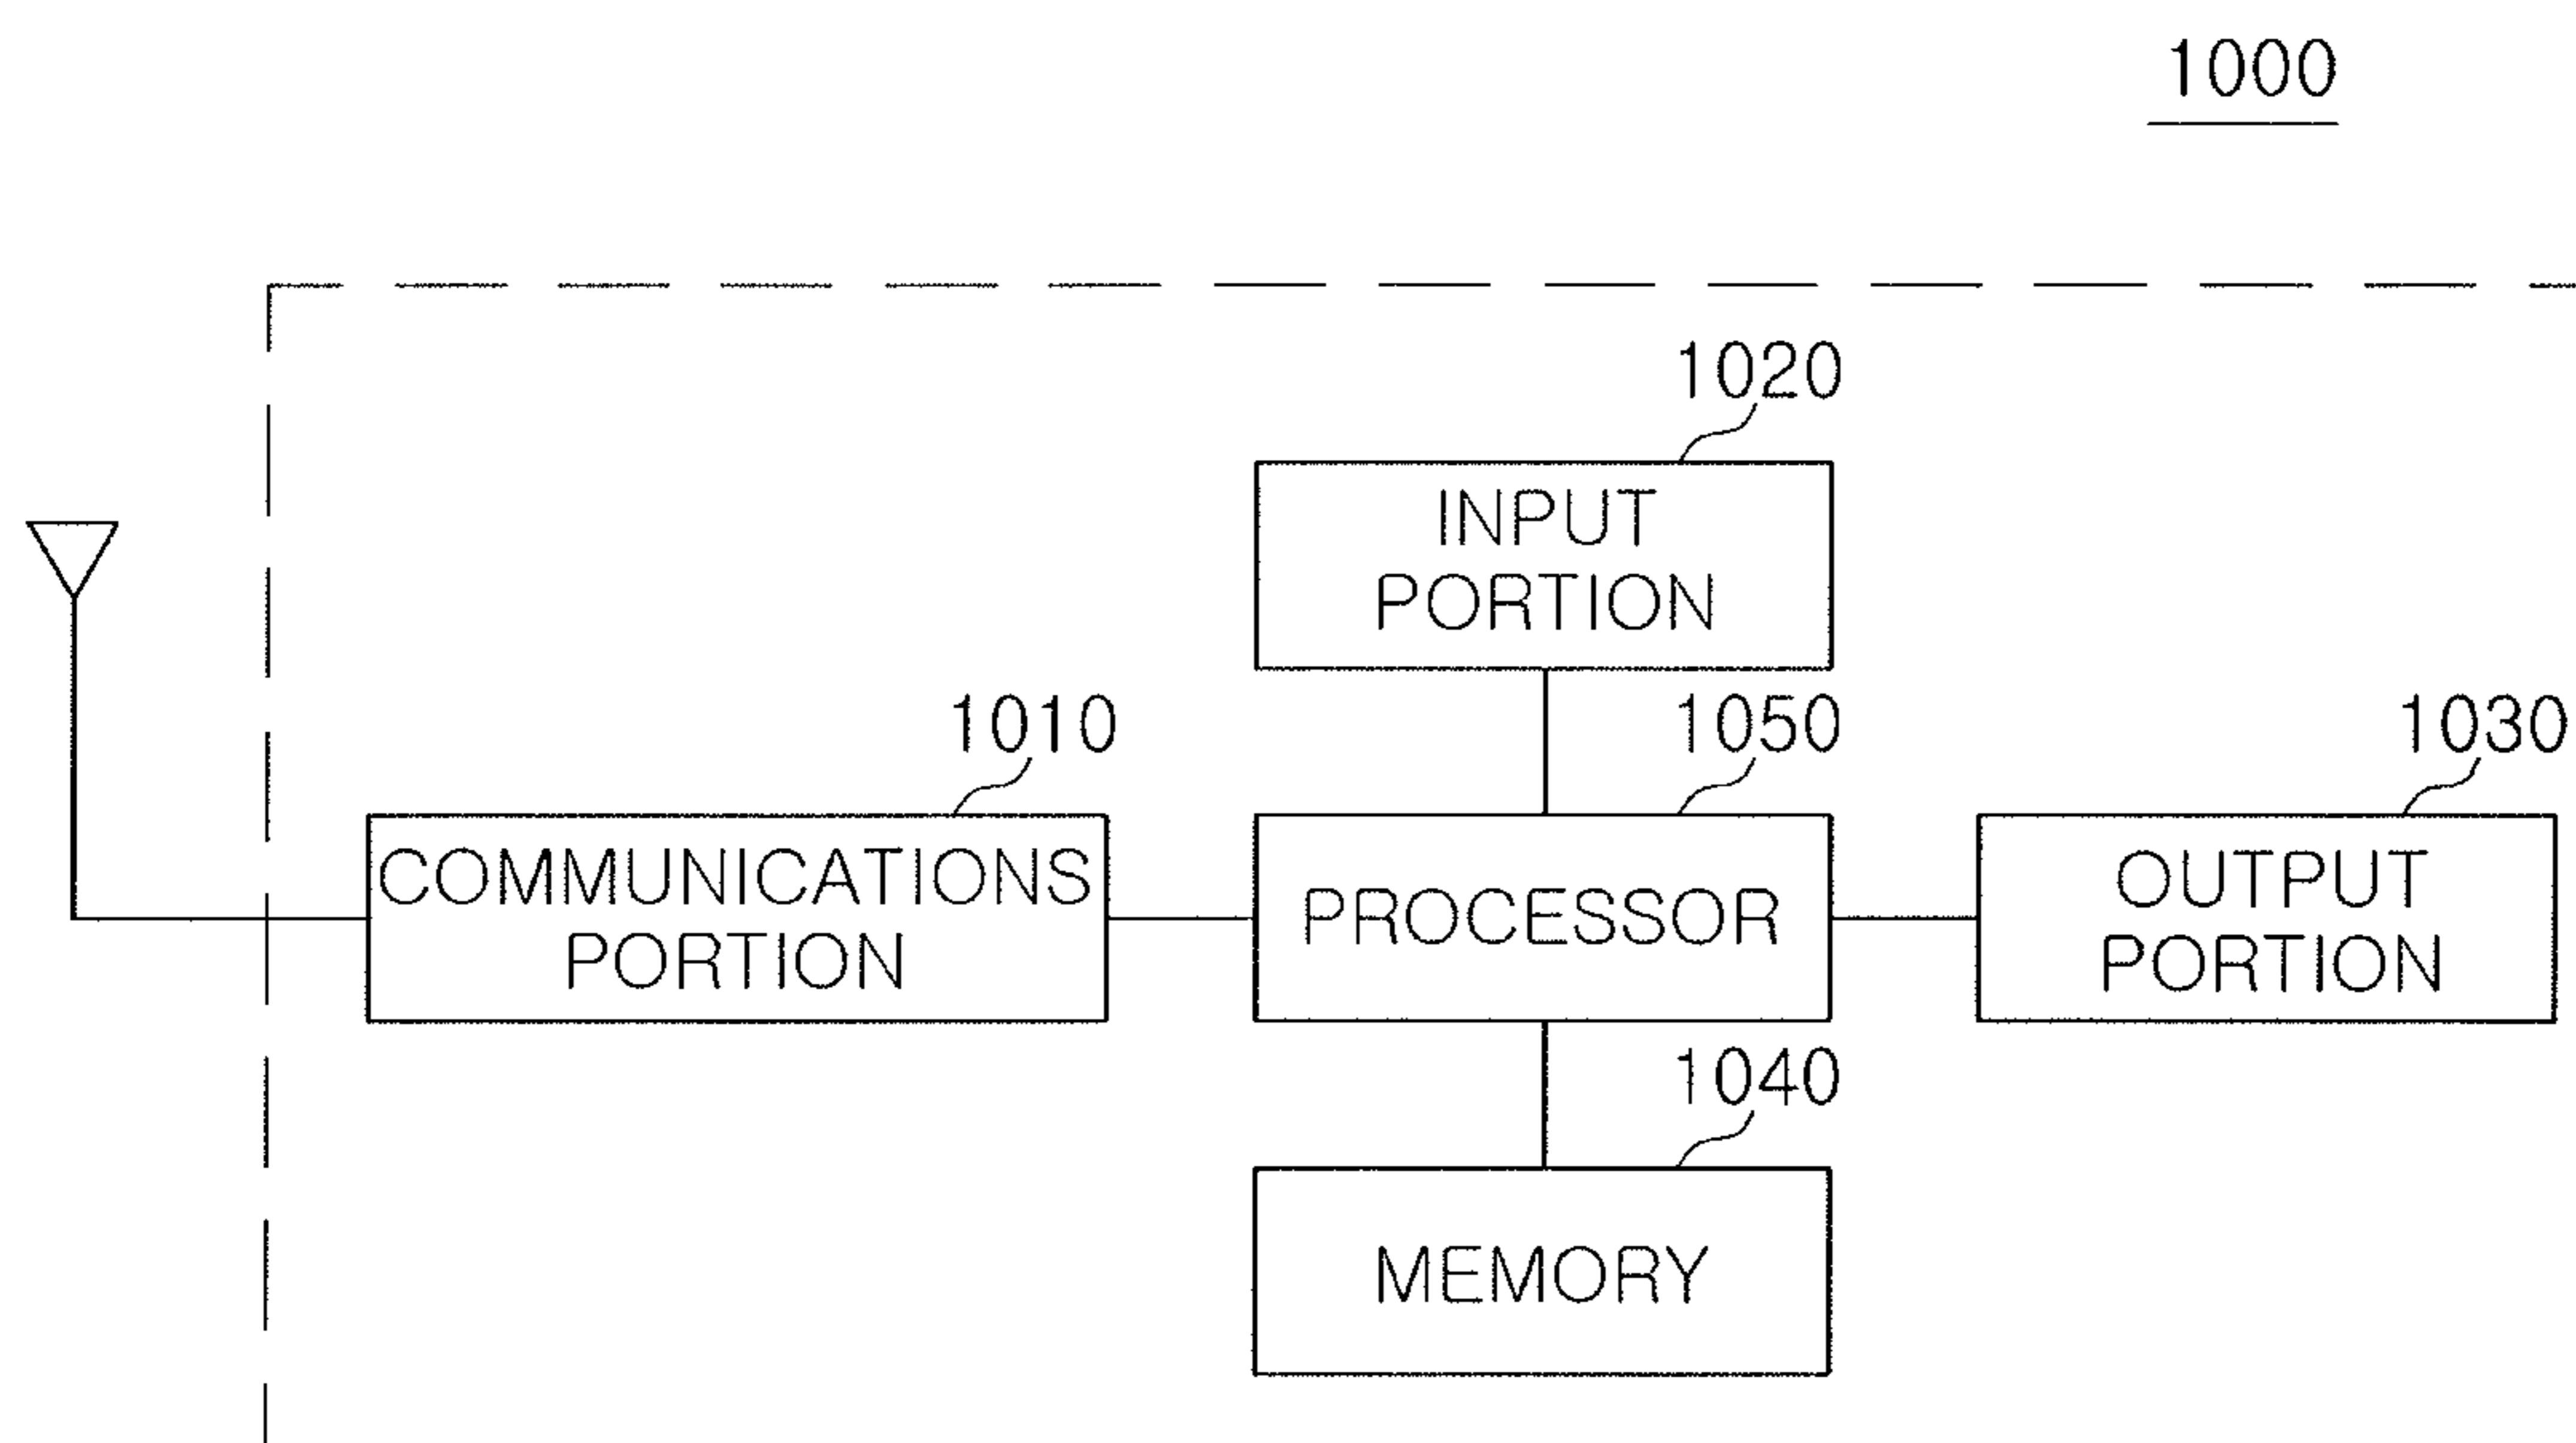 1000
1020
INPUT
PORTION
1010
1050
1030
COMMUNICATIONS
PORTION
PROCESSOR
OUTPUT
PORTION
1040
MEMORY